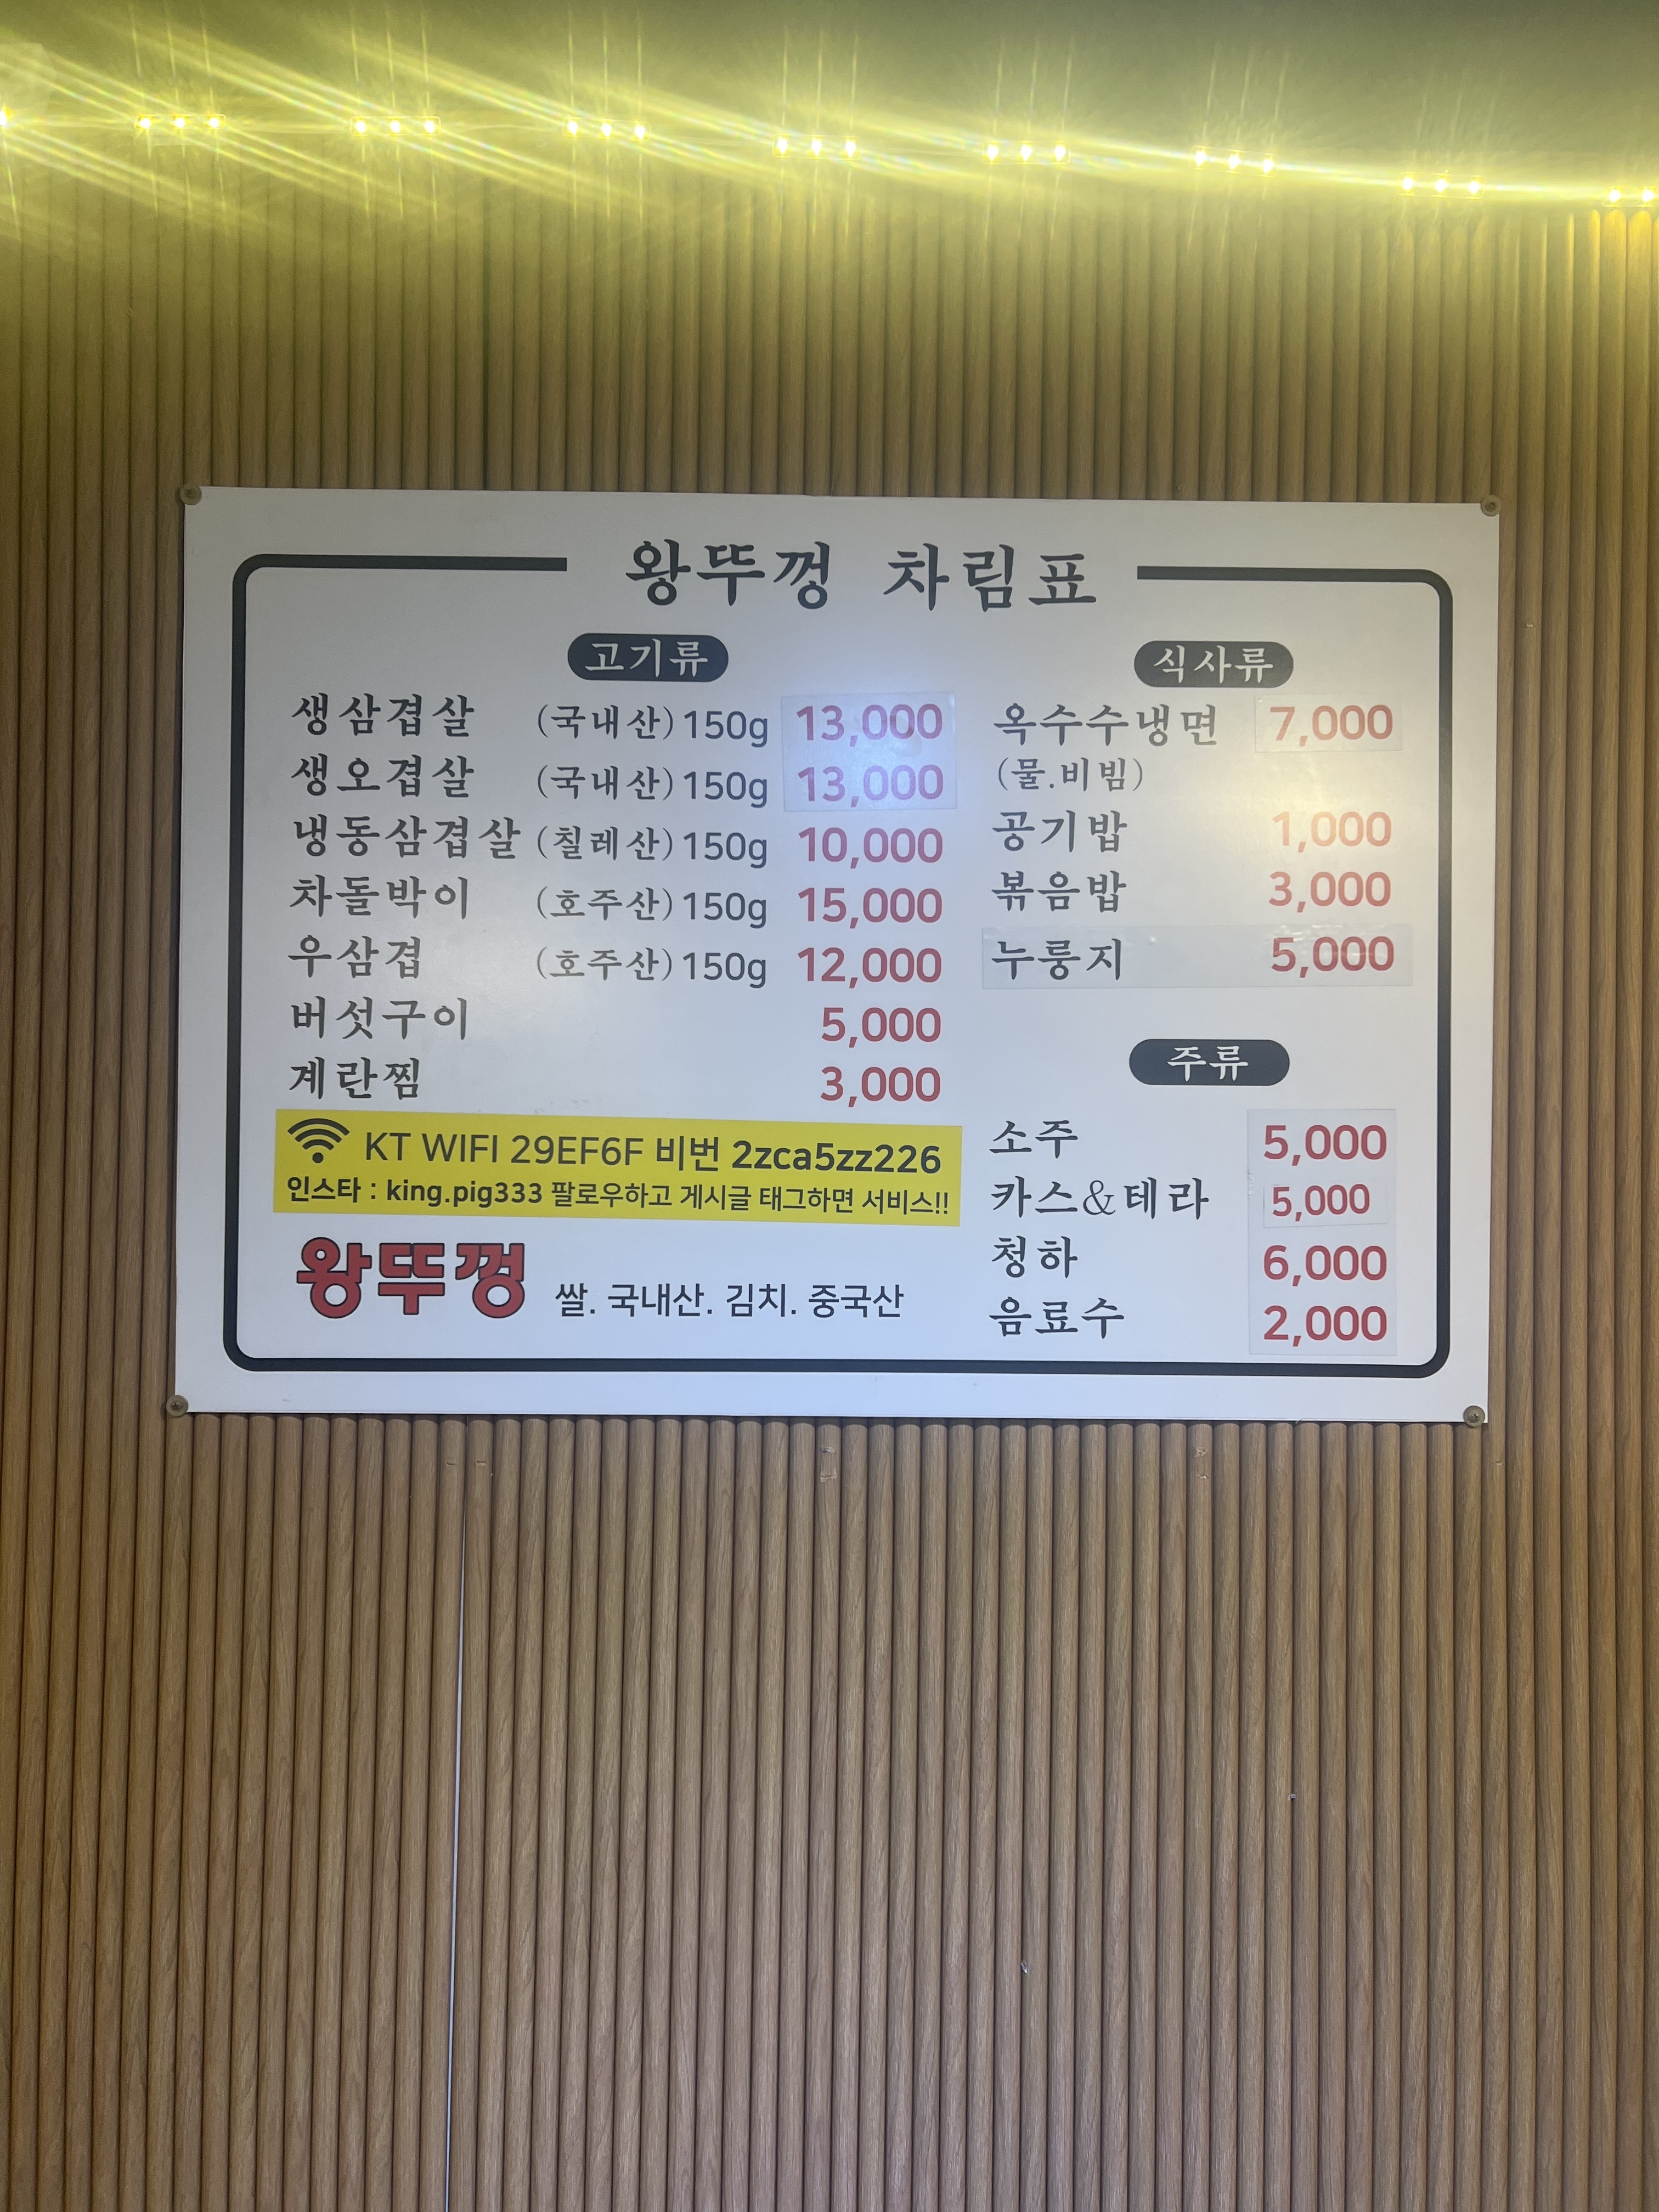 왕뚜껑 차림표
고기류
생삼겹살 (국내산) 150g 13,000
생오겹살 (국내산) 150g 13,000
냉동삼겹살 (칠레산) 150g 10,000
차돌박이 (호주산) 150g 15,000
우삼겹 (호주산) 150g 12,000
버섯구이 5,000
계란찜 3,000
KT WIFI 29EF6F 비번 2zca5zz226
인스타 : king.pig333 팔로우하고 게시글 태그하면 서비스!!
왕뚜껑 쌀. 국내산. 김치. 중국산
식사류
옥수수냉면 7,000
(물.비빔)
공기밥 1,000
볶음밥 3,000
누룽지 5,000
주류
소주 5,000
카스&테라 5,000
청하 6,000
음료수 2,000